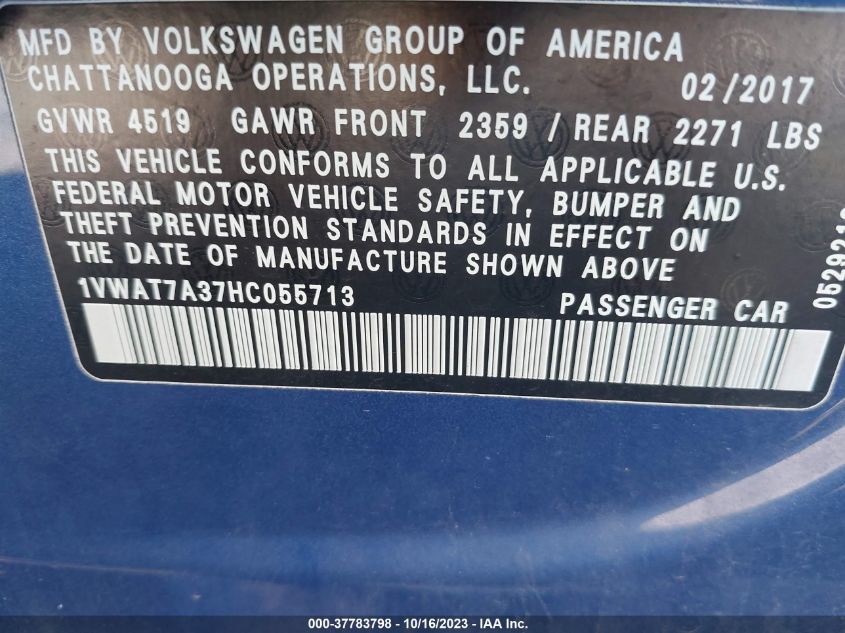 MFD BY VOLKSWAGEN GROUP OF AMERICA
CHATTANOOGA OPERATIONS, LLC. 02/2017
GVWR 4519 GAWR FRONT 2359 / REAR 2271 LBS
THIS VEHICLE CONFORMS TO ALL APPLICABLE U.S.
FEDERAL MOTOR VEHICLE SAFETY, BUMPER AND
THEFT PREVENTION STANDARDS IN EFFECT ON
THE DATE OF MANUFACTURE SHOWN ABOVE
1VWAT7A37HC055713 PASSENGER CAR
000-37783798 - 10/16/2023 - IAA Inc.